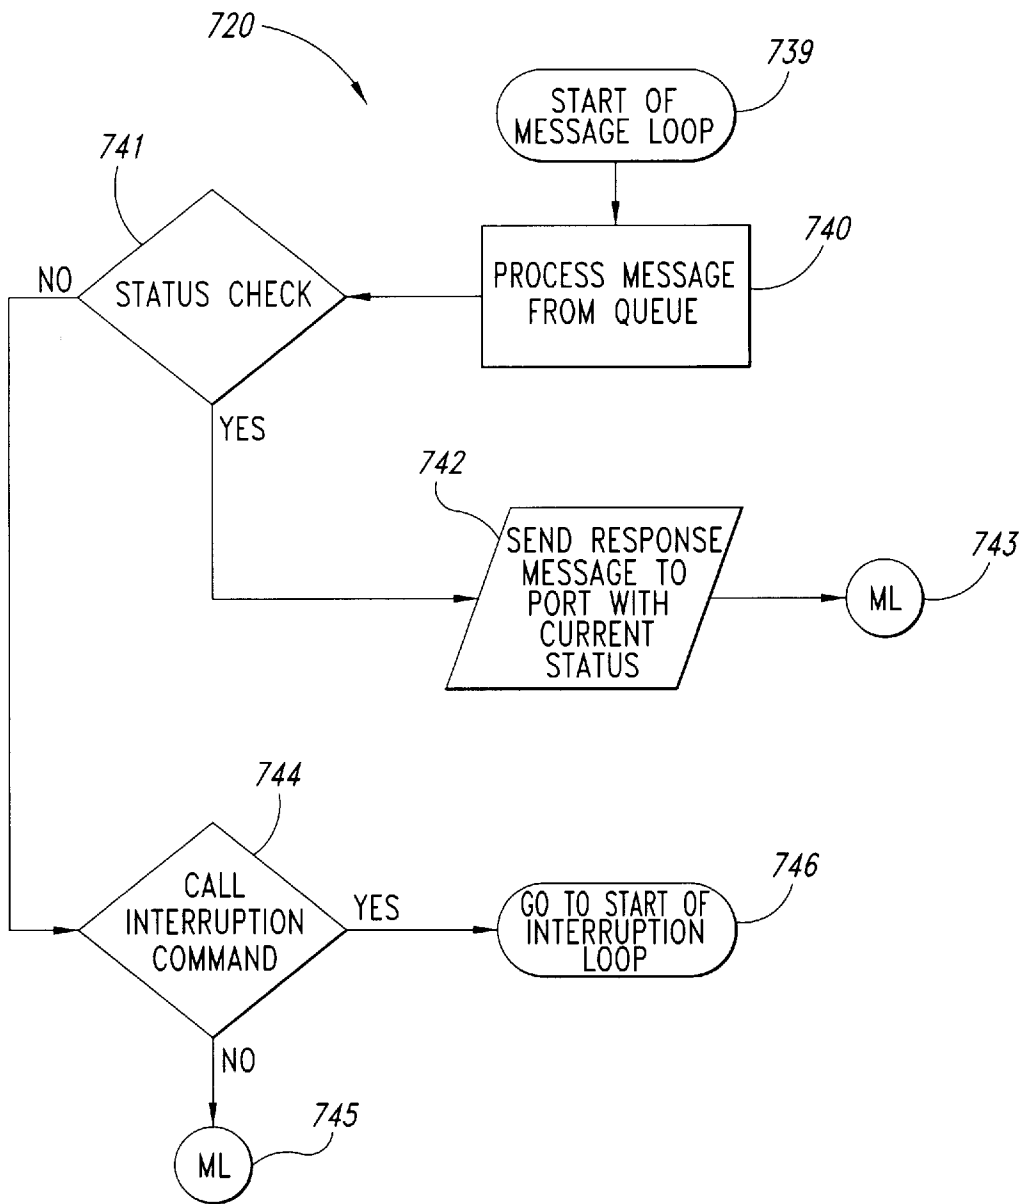 720
739
START OF
MESSAGE LOOP
741
740
PROCESS MESSAGE
FROM QUEUE
NO
STATUS CHECK
YES
742
SEND RESPONSE
MESSAGE TO
PORT WITH
CURRENT
STATUS
743
ML
744
CALL
INTERRUPTION
COMMAND
YES
746
GO TO START OF
INTERRUPTION
LOOP
NO
745
ML